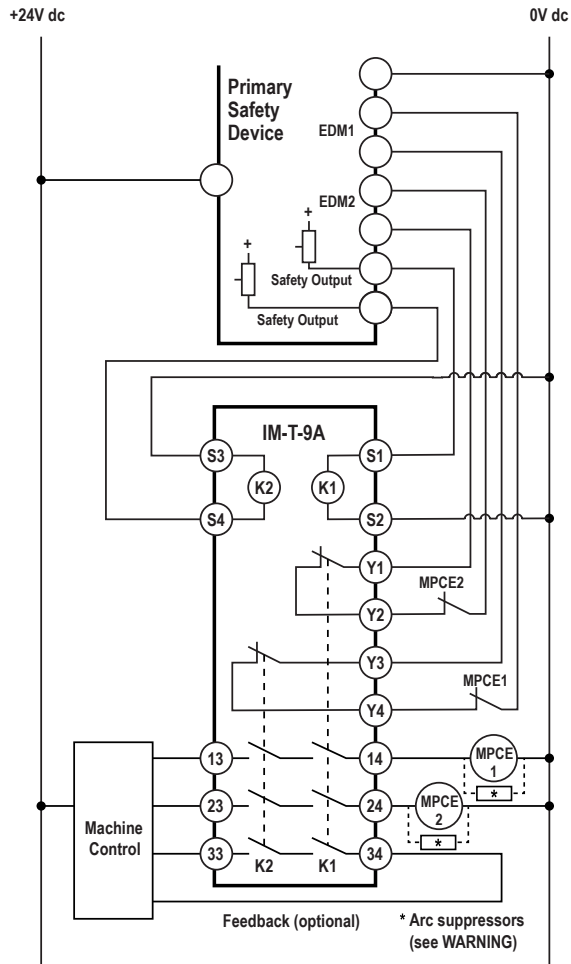 +24V dc
0V dc
Primary
Safety
Device
EDM1
EDM2
+
+
Safety Output
Safety Output
IM-T-9A
S3
S1
K2
K1
S4
S2
Y1
MPCE2
Y2
Y3
MPCE1
Y4
13
14
MPCE
1
*
23
24
MPCE
2
*
Machine
Control
33
K2
K1
34
Feedback (optional)
* Arc suppressors
(see WARNING)